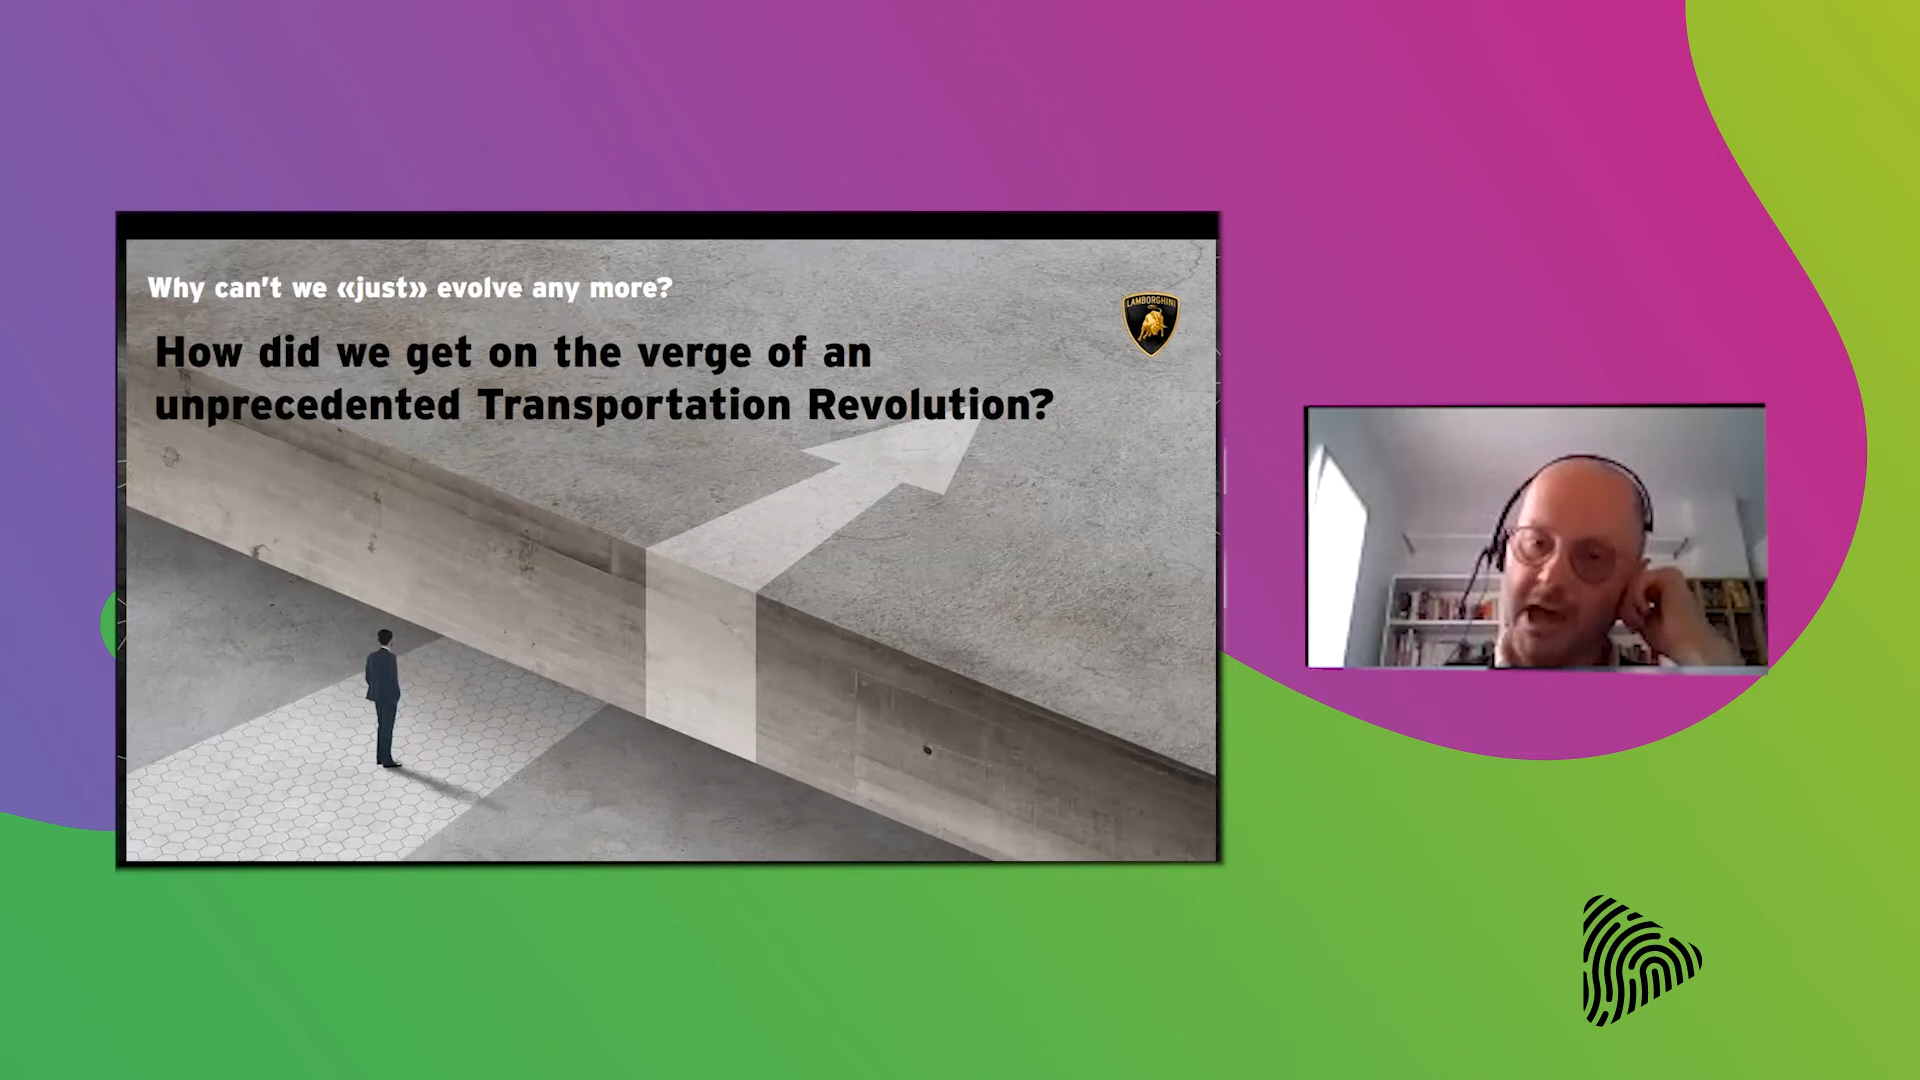 Why can't we «just» evolve any more?
How did we get on the verge of an
unprecedented Transportation Revolution?
LAMBORGHINI